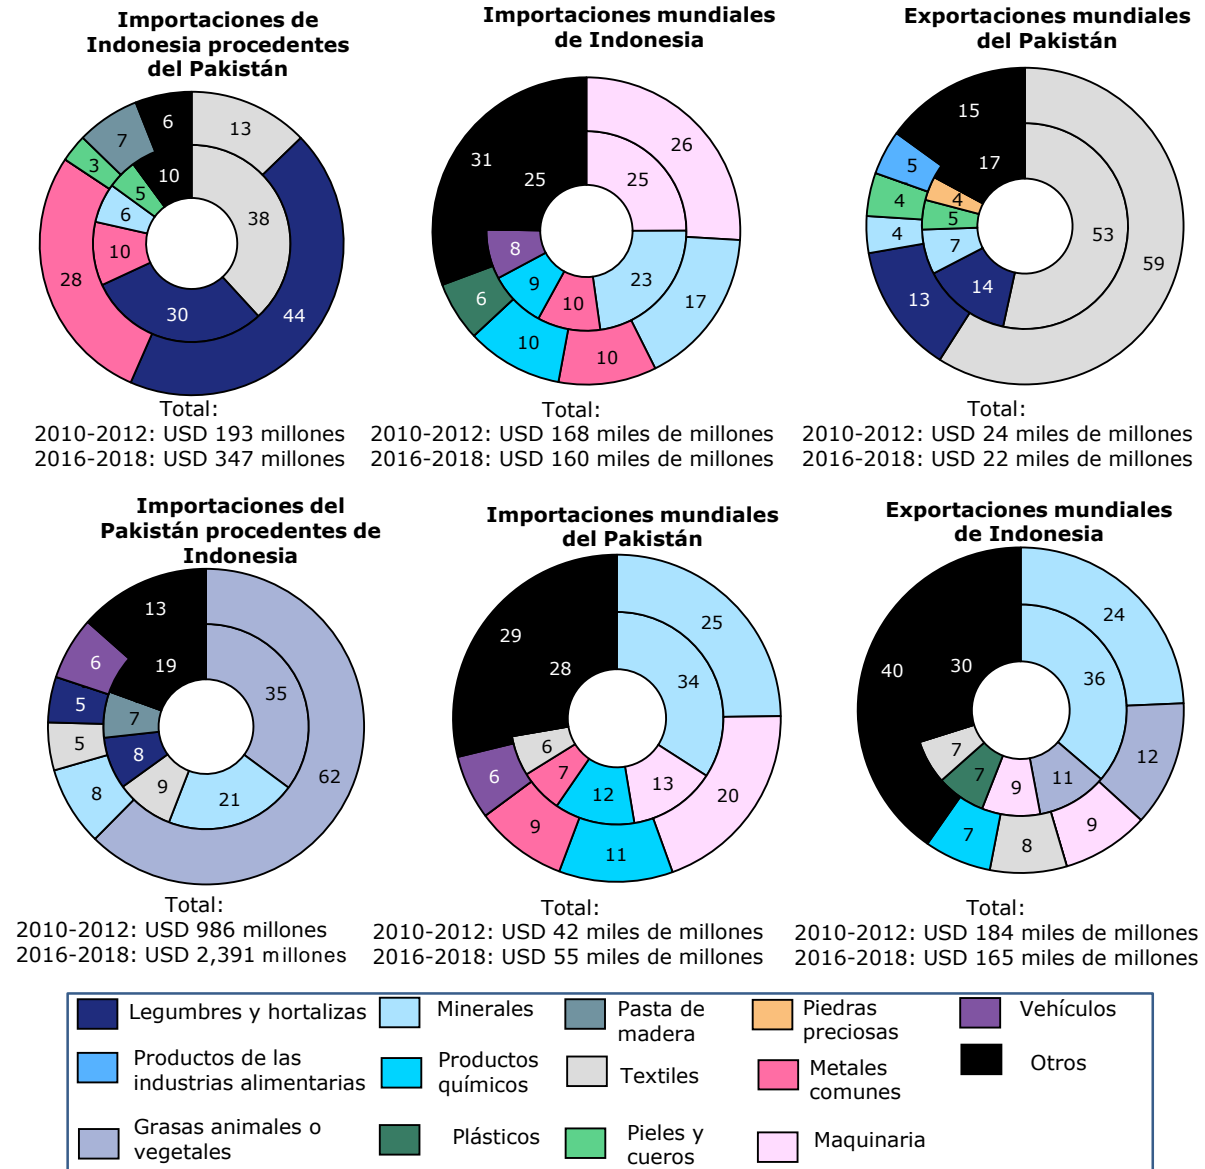 Importaciones de
Indonesia procedentes
del Pakistán
6
13
7
3
10
5
38
6
10
28
30
44
Total:
2010-2012: USD 193 millones
2016-2018: USD 347 millones
Importaciones mundiales
de Indonesia
26
31
25
25
8
23
9
10
6
17
10
10
Total:
2010-2012: USD 168 miles de millones
2016-2018: USD 160 miles de millones
Exportaciones mundiales
del Pakistán
15
5
17
4
4
5
53
4
7
59
14
13
Total:
2010-2012: USD 24 miles de millones
2016-2018: USD 22 miles de millones
Importaciones del
Pakistán procedentes de
Indonesia
13
6
19
35
5
7
5
8
62
9
21
8
Total:
2010-2012: USD 986 millones
2016-2018: USD 2,391 millones
Importaciones mundiales
del Pakistán
25
29
28
34
6
7
13
6
12
20
9
11
Total:
2010-2012: USD 42 miles de millones
2016-2018: USD 55 miles de millones
Exportaciones mundiales
de Indonesia
24
40
30
36
7
12
7
9
11
9
7
8
Total:
2010-2012: USD 184 miles de millones
2016-2018: USD 165 miles de millones
Legumbres y hortalizas
Minerales
Pasta de
madera
Piedras
preciosas
Vehículos
Productos de las
industrias alimentarias
Productos
químicos
Textiles
Metales
comunes
Otros
Grasas animales o
vegetales
Plásticos
Pieles y
cueros
Maquinaria